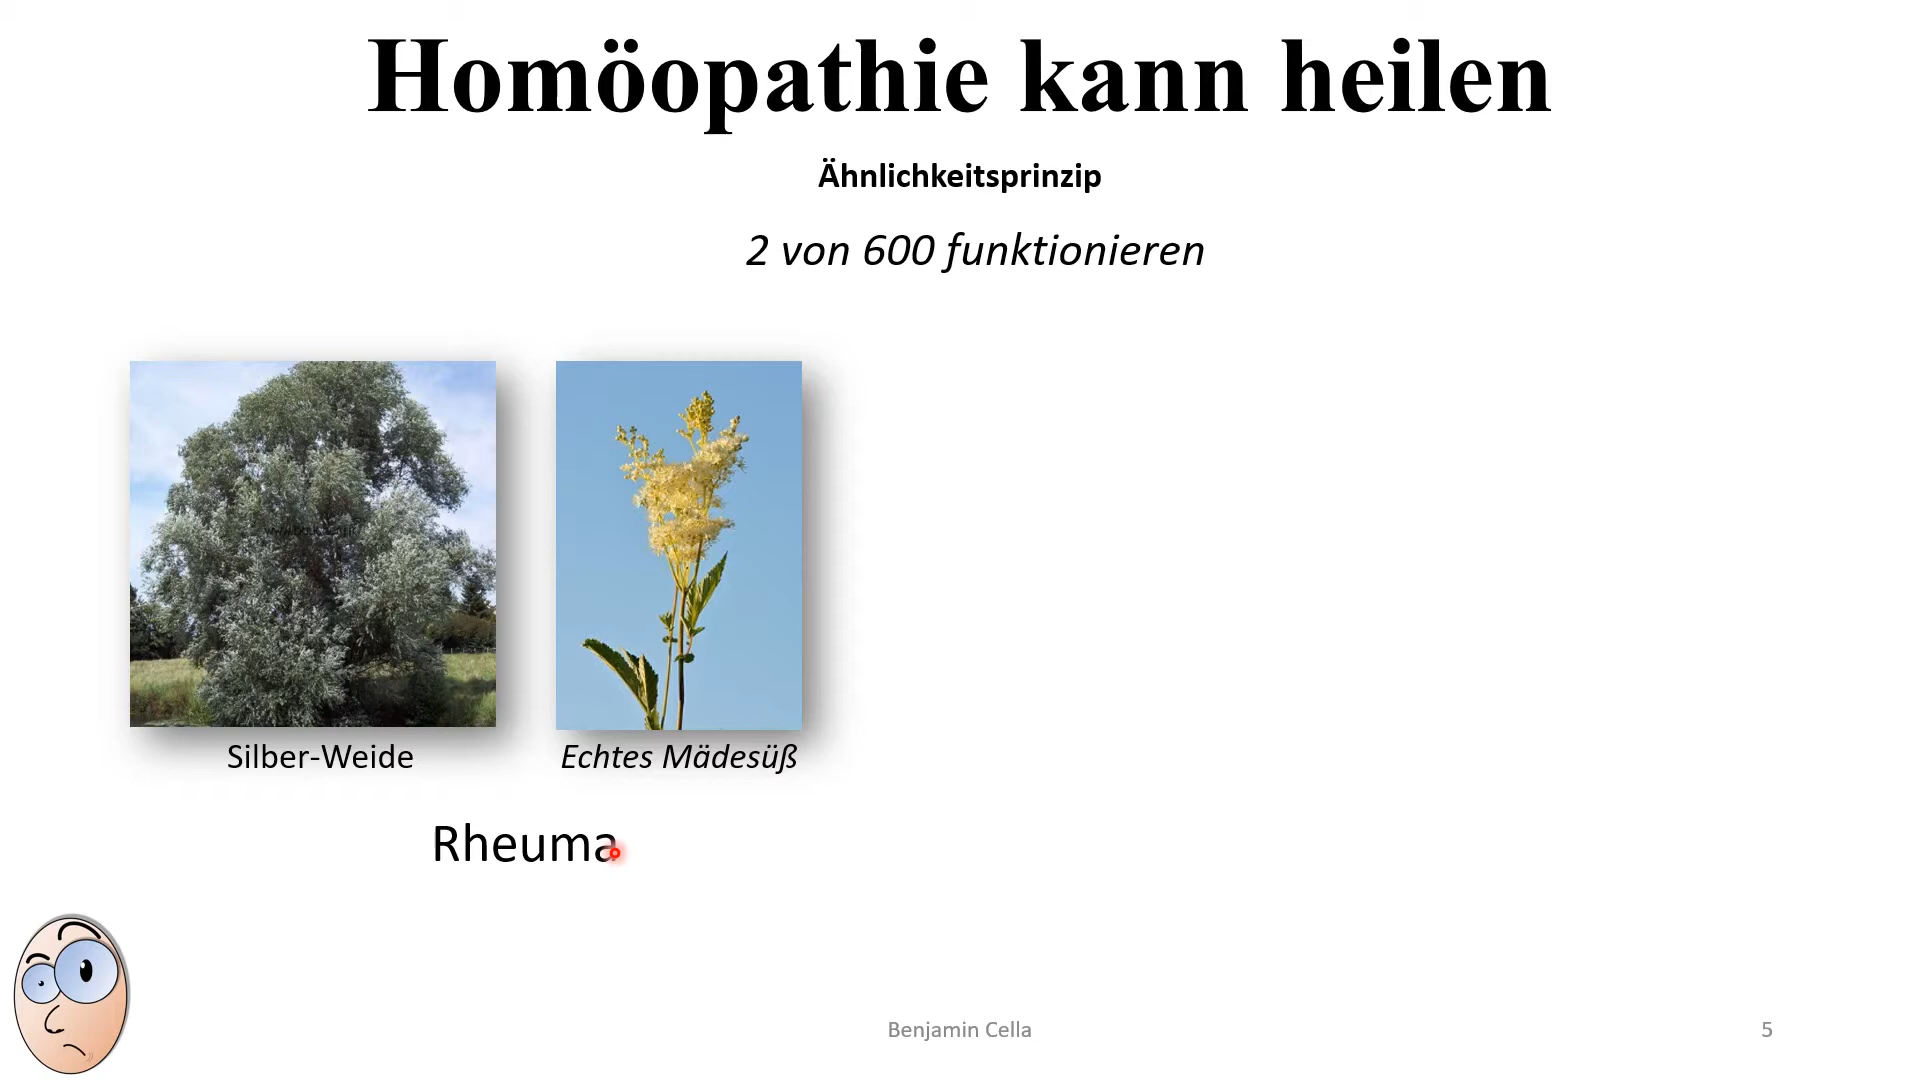 Homöopathie kann heilen
Ähnlichkeitsprinzip
2 von 600 funktionieren
Silber-Weide
Echtes Mädesüß
Rheuma
Benjamin Cella
5